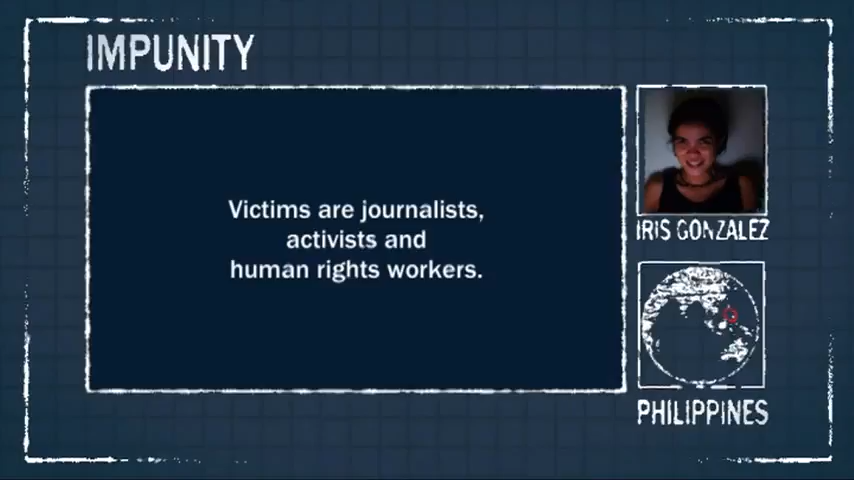 IMPUNITY
Victims are journalists,
activists and
human rights workers.
IRIS GONZALEZ
PHILIPPINES